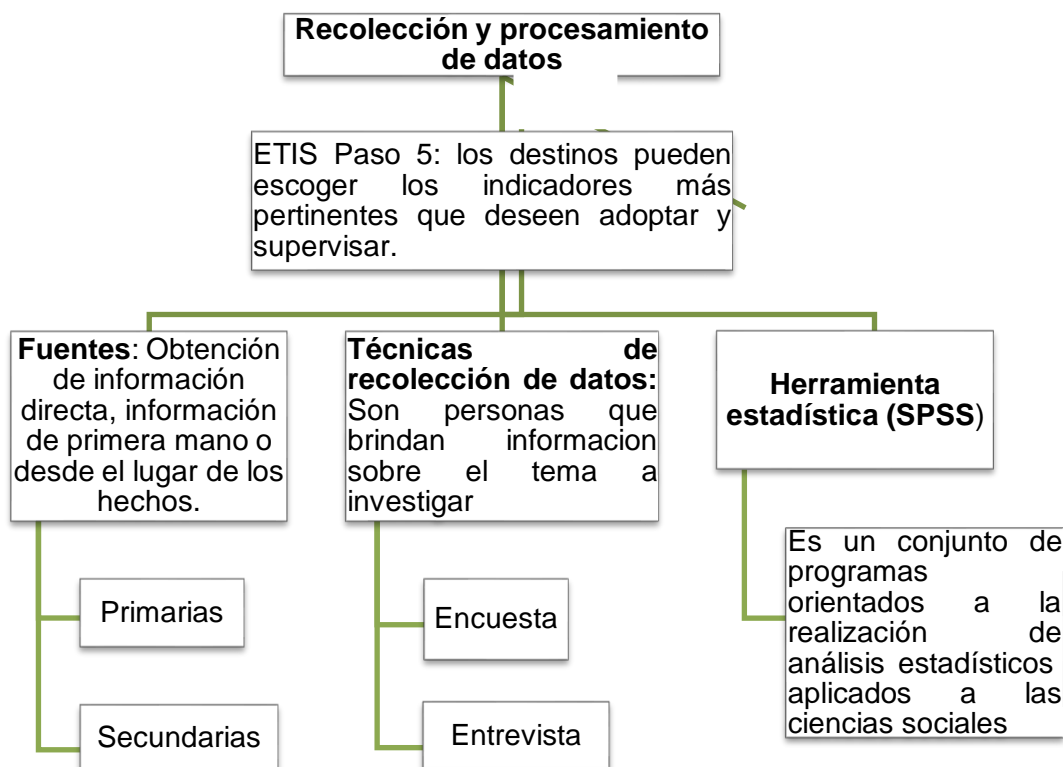 Recolección y procesamiento
de datos
ETIS Paso 5: los destinos pueden
escoger los indicadores más
pertinentes que deseen adoptar y
supervisar.
Fuentes: Obtención
de información
directa, información
de primera mano o
desde el lugar de los
hechos.
Primarias
Secundarias
Técnicas de
recolección de datos:
Son personas que
brindan informacion
sobre el tema a
investigar
Encuesta
Entrevista
Herramienta
estadística (SPSS)
Es un conjunto de
programas
orientados a la
realización de
análisis estadísticos
aplicados a las
ciencias sociales